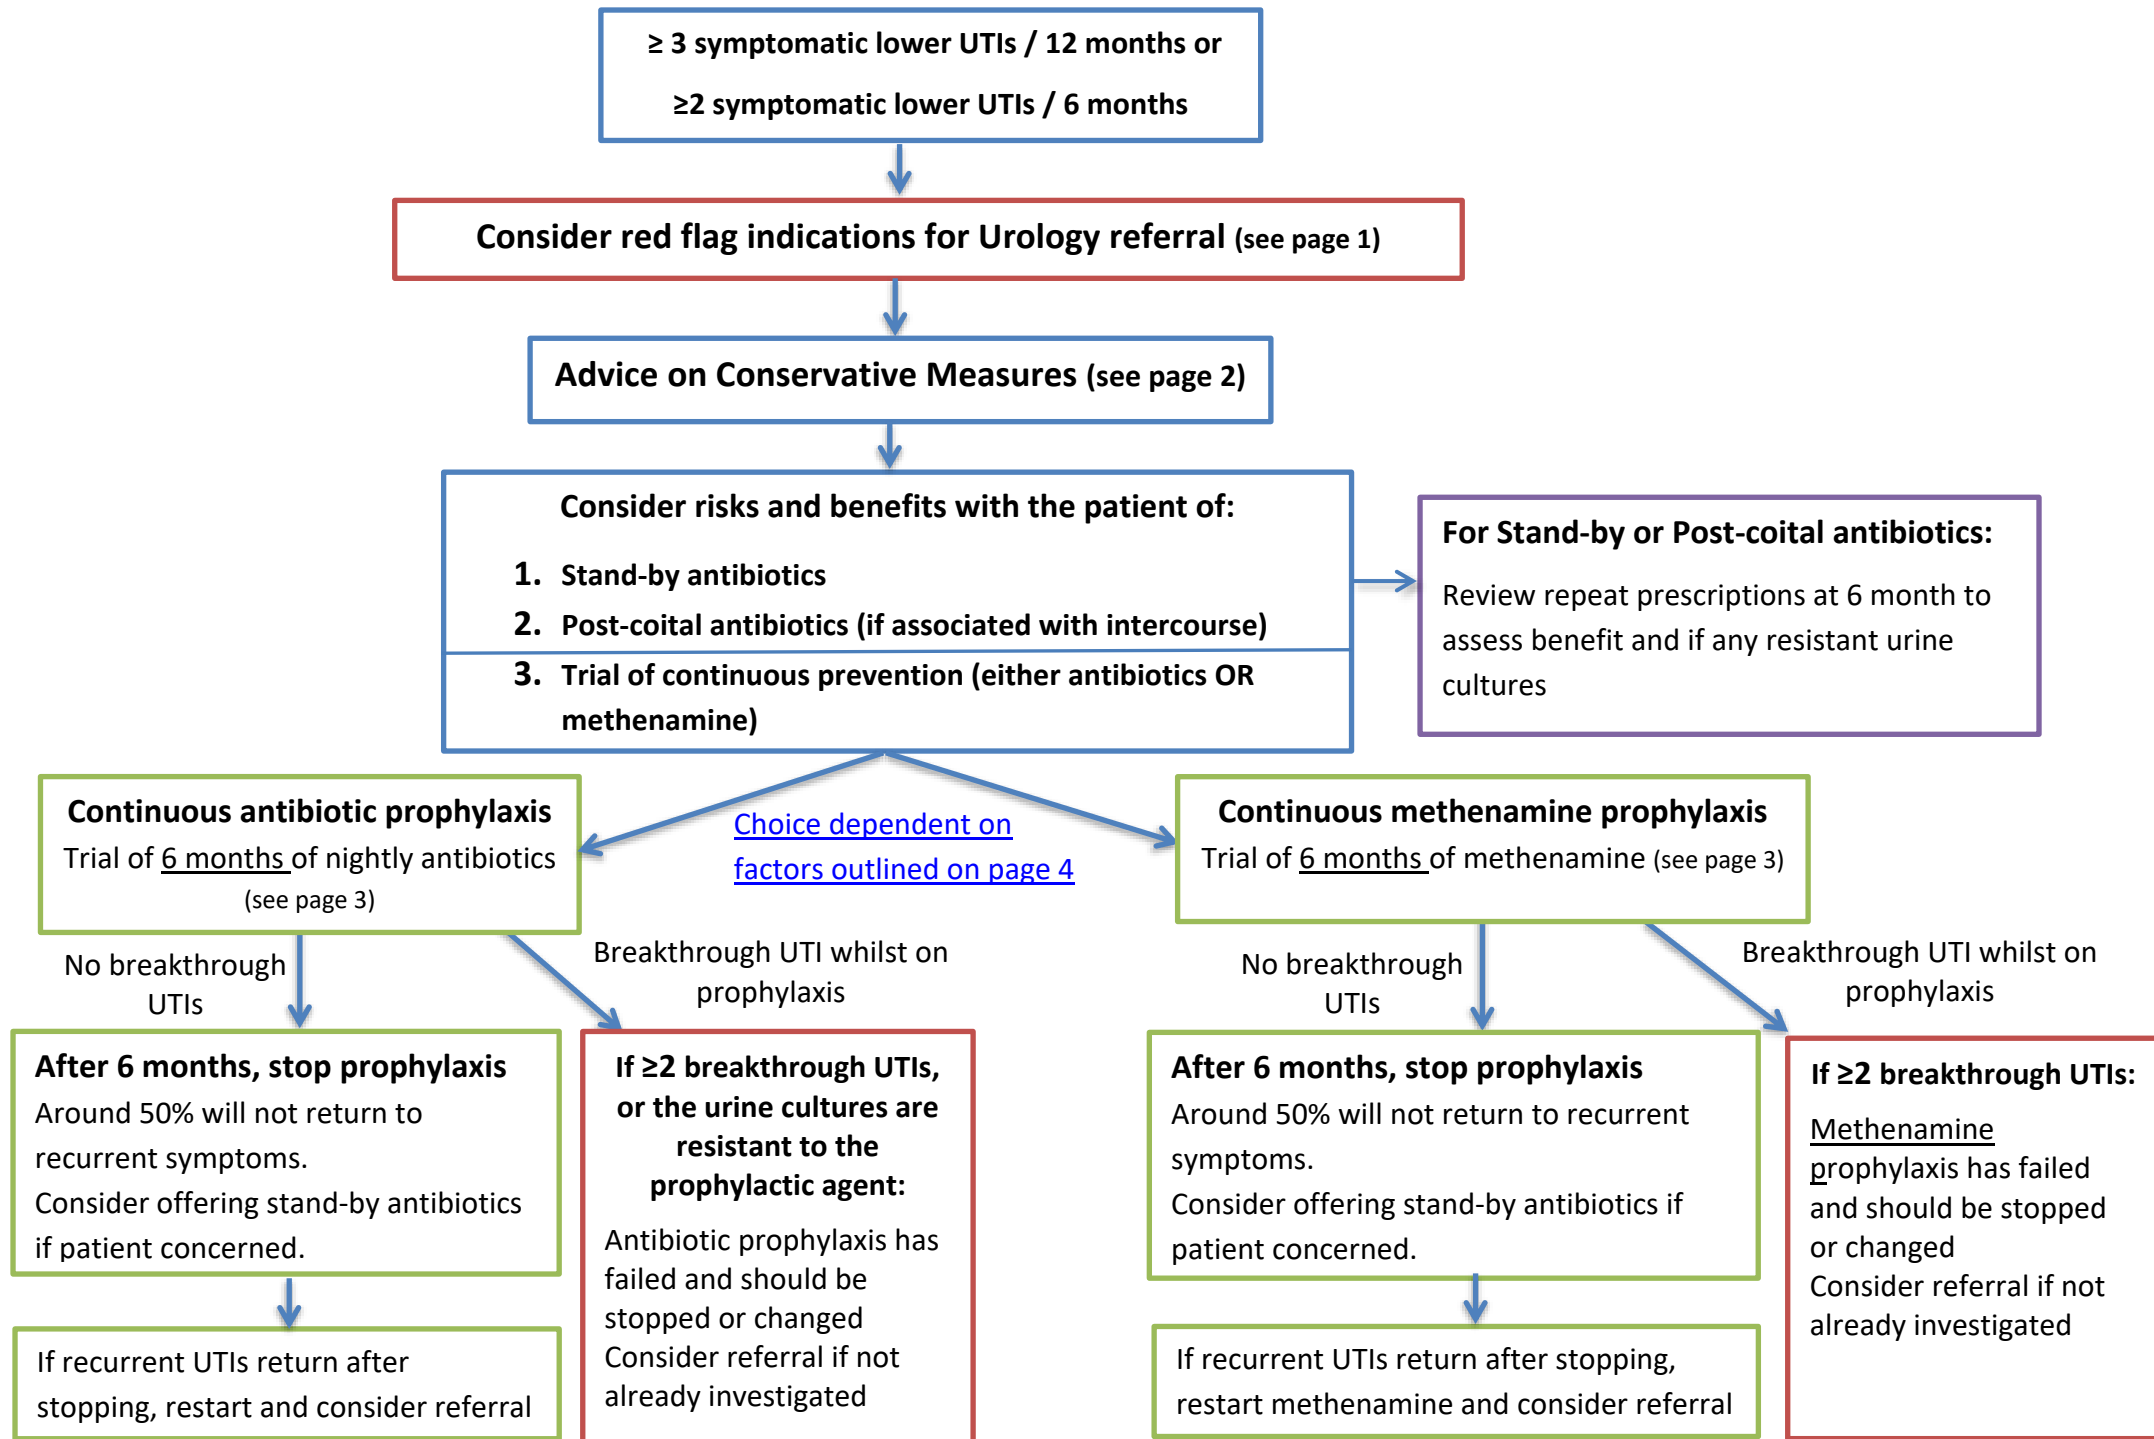 ≥ 3 symptomatic lower UTIs / 12 months or
≥2 symptomatic lower UTIs / 6 months
Consider red flag indications for Urology referral (see page 1)
Advice on Conservative Measures (see page 2)
Consider risks and benefits with the patient of:
1. Stand-by antibiotics
2. Post-coital antibiotics (if associated with intercourse)
3. Trial of continuous prevention (either antibiotics OR
methenamine)
For Stand-by or Post-coital antibiotics:
Review repeat prescriptions at 6 month to
assess benefit and if any resistant urine
cultures
Continuous antibiotic prophylaxis
Trial of 6 months of nightly antibiotics
(see page 3)
Choice dependent on
factors outlined on page 4
Continuous methenamine prophylaxis
Trial of 6 months of methenamine (see page 3)
No breakthrough
UTIs
Breakthrough UTI whilst on
prophylaxis
No breakthrough
UTIs
Breakthrough UTI whilst on
prophylaxis
After 6 months, stop prophylaxis
Around 50% will not return to
recurrent symptoms.
Consider offering stand-by antibiotics
if patient concerned.
If ≥2 breakthrough UTIs,
or the urine cultures are
resistant to the
prophylactic agent:
Antibiotic prophylaxis has
failed and should be
stopped or changed
Consider referral if not
already investigated
After 6 months, stop prophylaxis
Around 50% will not return to recurrent
symptoms.
Consider offering stand-by antibiotics if
patient concerned.
If ≥2 breakthrough UTIs:
Methenamine
prophylaxis has failed
and should be stopped
or changed
Consider referral if not
already investigated
If recurrent UTIs return after
stopping, restart and consider referral
If recurrent UTIs return after stopping,
restart methenamine and consider referral